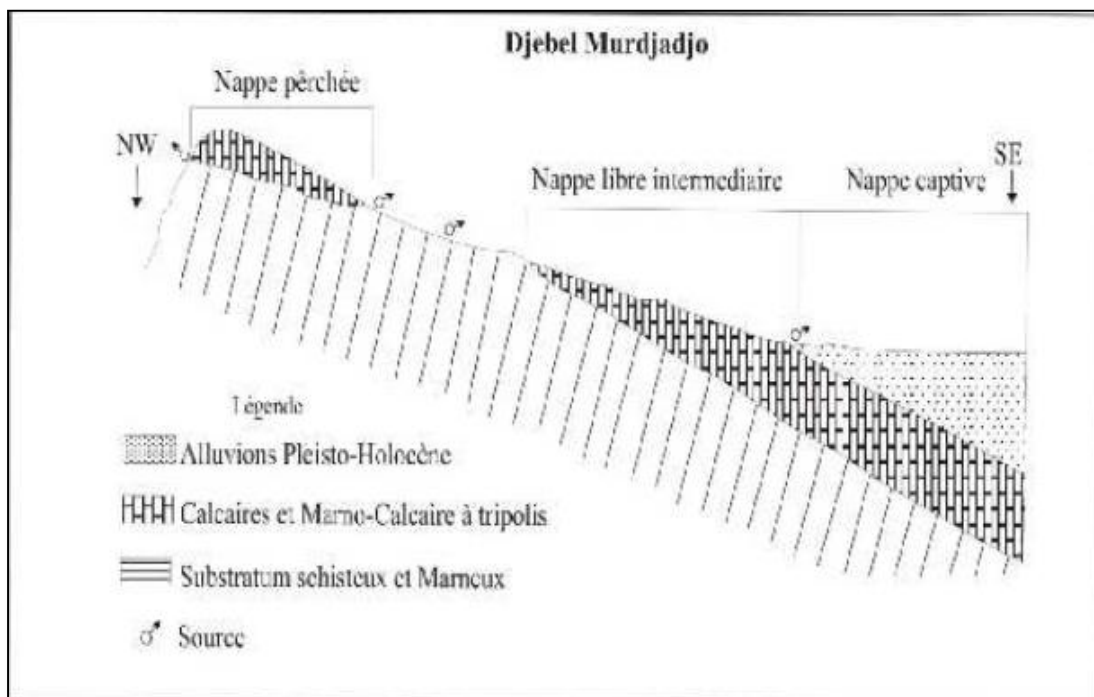 Djebel Murdjadjo
Nappe pêrchée
NW
SE
Nappe libre intermediaire
Nappe captive
Légende
Alluvions Pleisto-Holocène
Calcaires et Marno-Calcaire à tripolis
Substratum schisteux et Marneux
Source